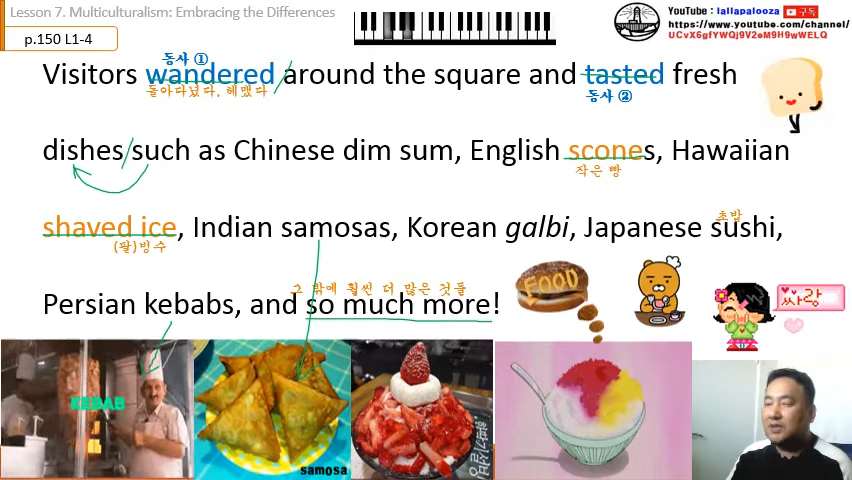 Lesson 7. Multiculturalism: Embracing the Differences
p.150 L1-4
YouTube : lallapalooza 구독
https://www.youtube.com/channel/
UCvX6gfYWQj9V2eM9H9wWELQ
동사 ①
Visitors wandered around the square and tasted fresh
돌아다녔다, 헤맸다
동사 ②
dishes such as Chinese dim sum, English scones, Hawaiian
작은 빵
초밥
shaved ice, Indian samosas, Korean galbi, Japanese sushi,
(팥)빙수
그 밖에 훨씬 더 많은 것들
Persian kebabs, and so much more!
FOOD
싸랑
KEBAB
samosa